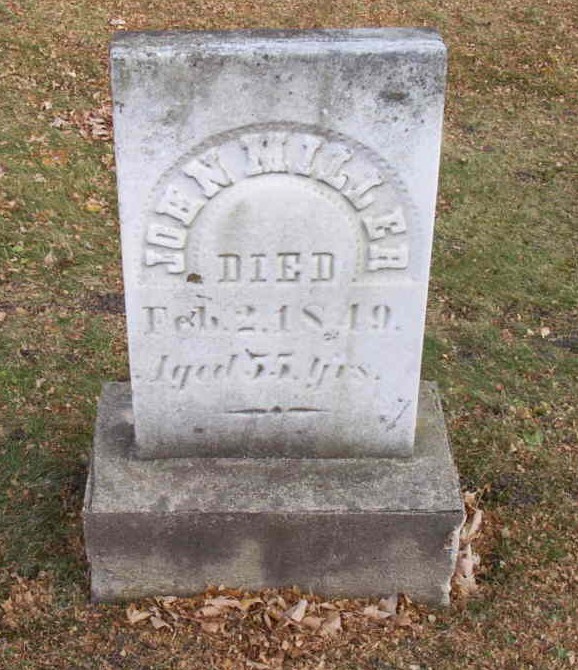 JOHN MILLER
DIED
Feb. 2. 1849.
Aged 55. Yrs.